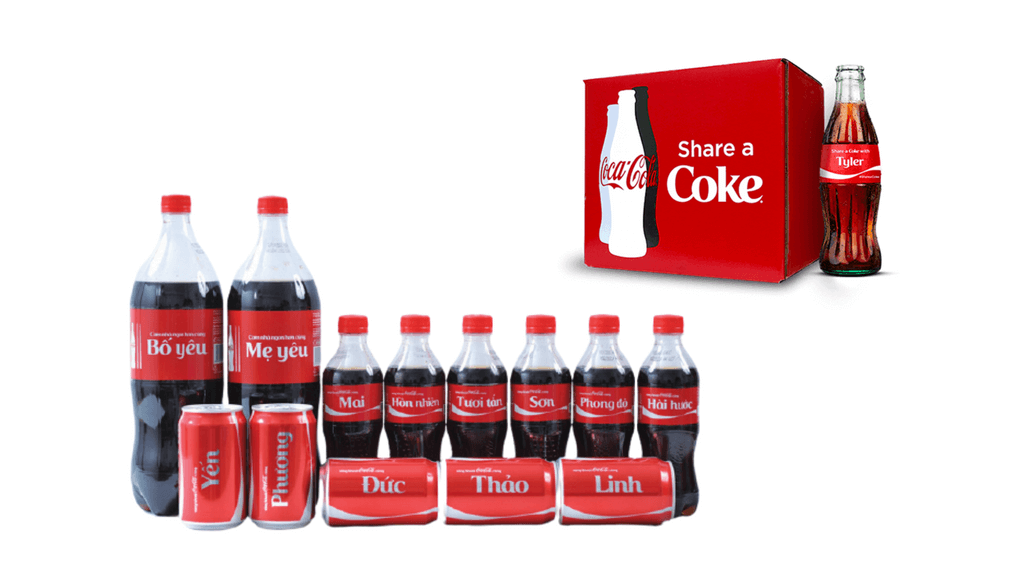 Share a
Coke
Coca-Cola
Share a Coke with
Tyler
Bố yêu
Mẹ yêu
Mai
Hồn nhiên
Tươi tắn
Sơn
Phong độ
Hài hước
Yến
Phương
Đức
Thảo
Linh